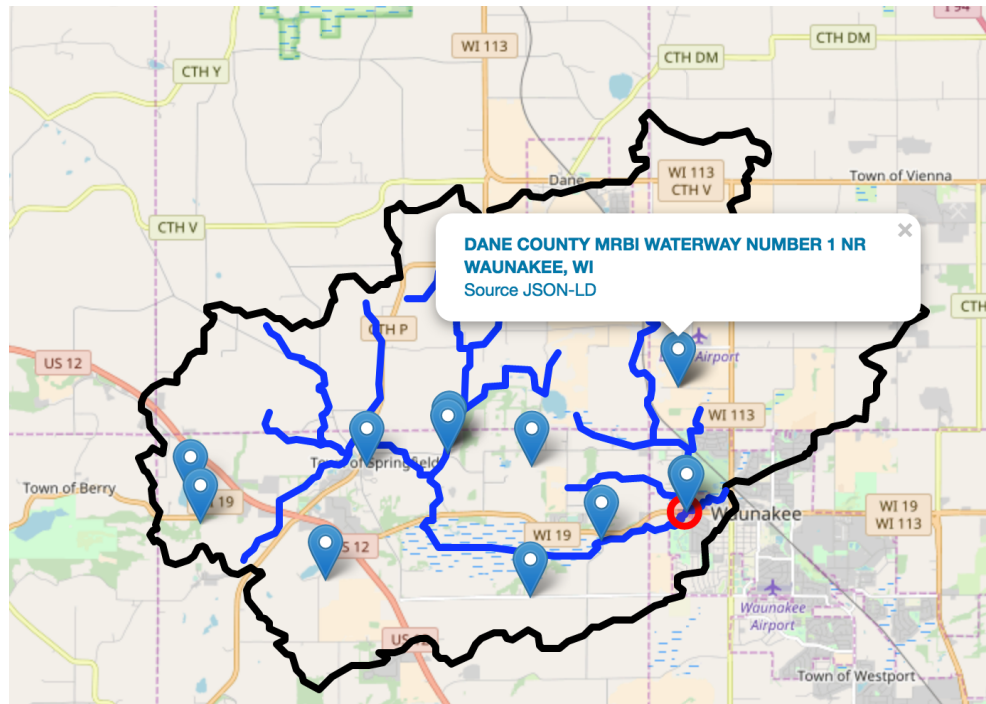 I 94
WI 113
CTH DM
CTH DM
CTH Y
Dane
WI 113
CTH V
Town of Vienna
CTH V
×
DANE COUNTY MRBI WATERWAY NUMBER 1 NR
WAUNAKEE, WI
Source JSON-LD
CTH
CTH P
US 12
Airport
WI 113
Town of Springfield
Town of Berry
19
WI 19
Waunakee
WI 19
WI 113
S 12
Waunakee
Airport
US
Town of Westport